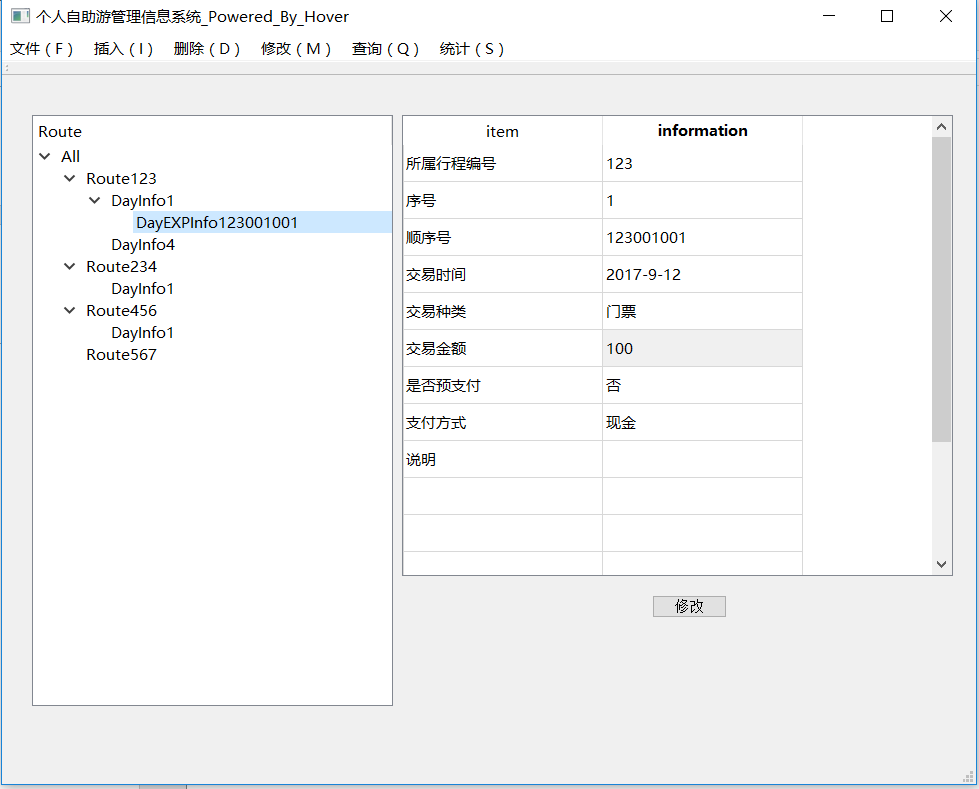 个人自助游管理信息系统_Powered_By_Hover
文件（F） 插入（I） 删除（D） 修改（M） 查询（Q） 统计（S）
Route
All
Route123
DayInfo1
DayEXPInfo123001001
DayInfo4
Route234
DayInfo1
Route456
DayInfo1
Route567
item information
所属行程编号 123
序号 1
顺序号 123001001
交易时间 2017-9-12
交易种类 门票
交易金额 100
是否预支付 否
支付方式 现金
说明
修改